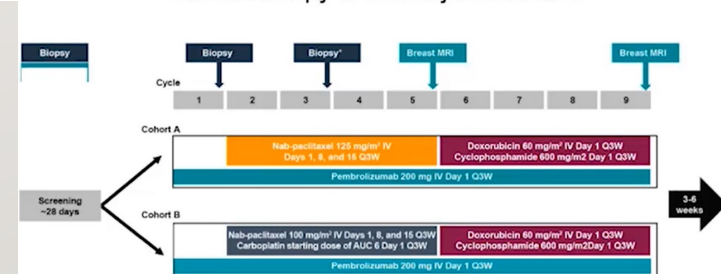 Biopsy
Biopsy
Biopsy*
Breast MRI
Breast MRI
Cycle
1 2 3 4 5 6 7 8 9
Cohort A
Nab-paclitaxel 125 mg/m² IV
Days 1, 8, and 15 Q3W
Doxorubicin 60 mg/m² IV Day 1 Q3W
Cyclophosphamide 600 mg/m2 Day 1 Q3W
Pembrolizumab 200 mg IV Day 1 Q3W
Screening
~28 days
3-6
weeks
Cohort B
Nab-paclitaxel 100 mg/m² IV Days 1, 8, and 15 Q3W
Carboplatin starting dose of AUC 6 Day 1 Q3W
Doxorubicin 60 mg/m² IV Day 1 Q3W
Cyclophosphamide 600 mg/m2Day 1 Q3W
Pembrolizumab 200 mg IV Day 1 Q3W